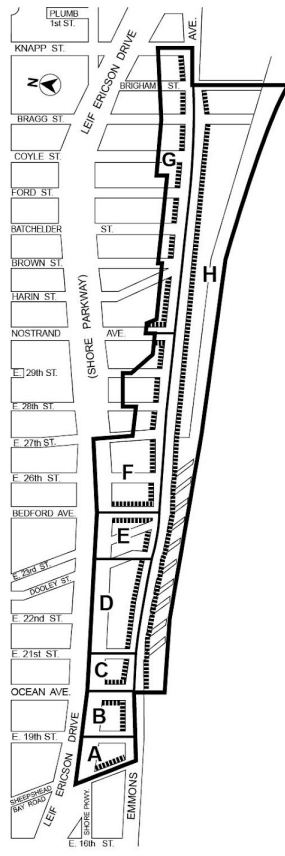 PLUMB
1st ST.
KNAPP ST.
AVE.
N
LEIF ERICSON DRIVE
BRIGHAM ST.
BRAGG ST.
COYLE ST.
G
FORD ST.
BATCHELDER ST.
BROWN ST.
H
HARIN ST.
(SHORE PARKWAY)
NOSTRAND AVE.
E. 29th ST.
E. 28th ST.
E. 27th ST.
F
E. 26th ST.
BEDFORD AVE.
E
E. 23rd ST.
DOOLEY ST.
D
E. 22nd ST.
E. 21st ST.
C
OCEAN AVE.
B
E. 19th ST.
A
SHEEPSHEAD
BAY ROAD
LEIF ERICSON DRIVE
SHORE PKWY.
EMMONS
E. 16th ST.